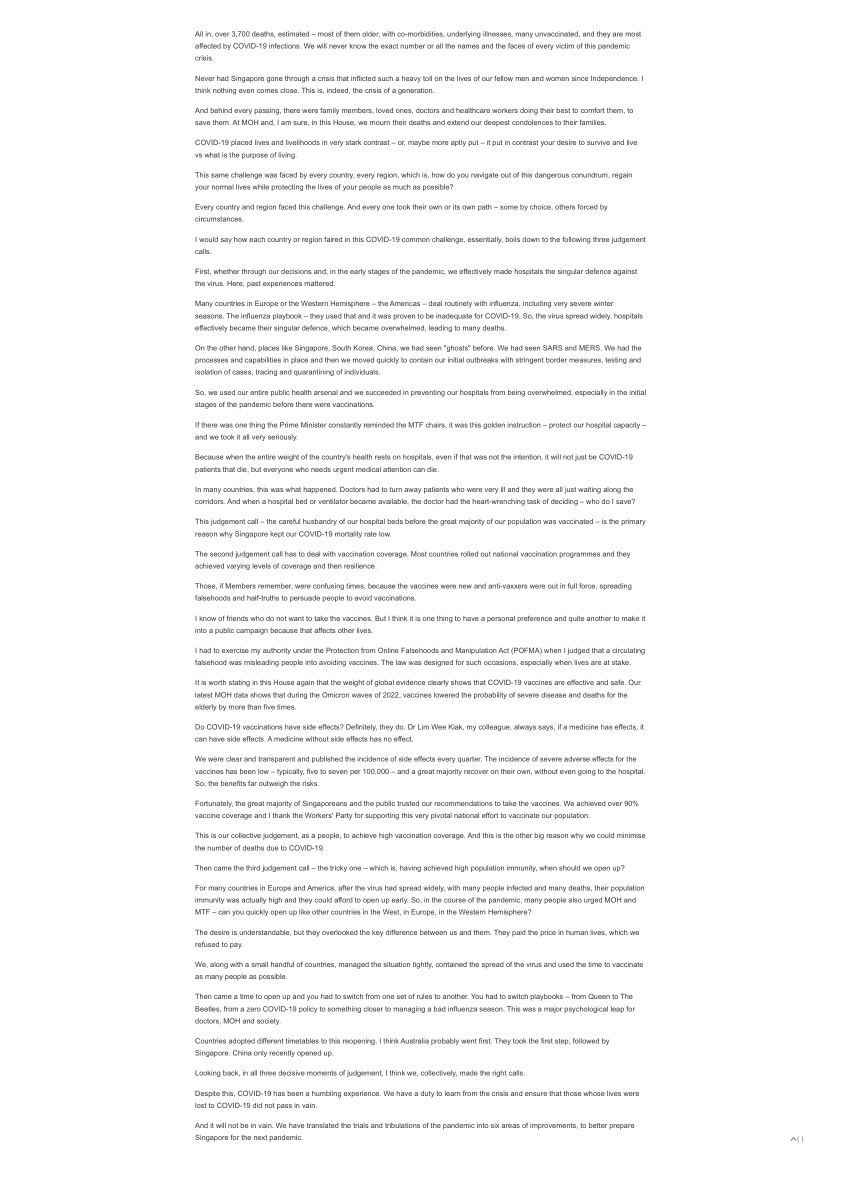 All in, over 3,700 deaths, estimated – most of them older, with co-morbidities, underlying illnesses, many unvaccinated, and they are most
affected by COVID-19 infections. We will never know the exact number or all the names and the faces of every victim of this pandemic
crisis.
Never had Singapore gone through a crisis that inflicted such a heavy toll on the lives of our fellow men and women since Independence. I
think nothing even comes close. This is, indeed, the crisis of a generation.
And behind every passing, there were family members, loved ones, doctors and healthcare workers doing their best to comfort them, to
save them. At MOH and, I am sure, in this House, we mourn their deaths and extend our deepest condolences to their families.
COVID-19 placed lives and livelihoods in very stark contrast – or, maybe more aptly put – it put in contrast your desire to survive and live
vs what is the purpose of living.
This same challenge was faced by every country, every region, which is, how do you navigate out of this dangerous conundrum, regain
your normal lives while protecting the lives of your people as much as possible?
Every country and region faced this challenge. And every one took their own or its own path – some by choice, others forced by
circumstances.
I would say how each country or region faired in this COVID-19 common challenge, essentially, boils down to the following three judgement
calls.
First, whether through our decisions and, in the early stages of the pandemic, we effectively made hospitals the singular defence against
the virus. Here, past experiences mattered.
Many countries in Europe or the Western Hemisphere – the Americas – deal routinely with influenza, including very severe winter
seasons. The influenza playbook – they used that and it was proven to be inadequate for COVID-19. So, the virus spread widely, hospitals
effectively became their singular defence, which became overwhelmed, leading to many deaths.
On the other hand, places like Singapore, South Korea, China, we had seen "ghosts" before. We had seen SARS and MERS. We had the
processes and capabilities in place and then we moved quickly to contain our initial outbreaks with stringent border measures, testing and
isolation of cases, tracing and quarantining of individuals.
So, we used our entire public health arsenal and we succeeded in preventing our hospitals from being overwhelmed, especially in the initial
stages of the pandemic before there were vaccinations.
If there was one thing the Prime Minister constantly reminded the MTF chairs, it was this golden instruction – protect our hospital capacity –
and we took it all very seriously.
Because when the entire weight of the country's health rests on hospitals, even if that was not the intention, it will not just be COVID-19
patients that die, but everyone who needs urgent medical attention can die.
In many countries, this was what happened. Doctors had to turn away patients who were very ill and they were all just waiting along the
corridors. And when a hospital bed or ventilator became available, the doctor had the heart-wrenching task of deciding – who do I save?
This judgement call – the careful husbandry of our hospital beds before the great majority of our population was vaccinated – is the primary
reason why Singapore kept our COVID-19 mortality rate low.
The second judgement call has to deal with vaccination coverage. Most countries rolled out national vaccination programmes and they
achieved varying levels of coverage and then resilience.
Those, if Members remember, were confusing times, because the vaccines were new and anti-vaxxers were out in full force, spreading
falsehoods and half-truths to persuade people to avoid vaccinations.
I know of friends who do not want to take the vaccines. But I think it is one thing to have a personal preference and quite another to make it
into a public campaign because that affects other lives.
I had to exercise my authority under the Protection from Online Falsehoods and Manipulation Act (POFMA) when I judged that a circulating
falsehood was misleading people into avoiding vaccines. The law was designed for such occasions, especially when lives are at stake.
It is worth stating in this House again that the weight of global evidence clearly shows that COVID-19 vaccines are effective and safe. Our
latest MOH data shows that during the Omicron waves of 2022, vaccines lowered the probability of severe disease and deaths for the
elderly by more than five times.
Do COVID-19 vaccinations have side effects? Definitely, they do. Dr Lim Wee Kiak, my colleague, always says, if a medicine has effects, it
can have side effects. A medicine without side effects has no effect.
We were clear and transparent and published the incidence of side effects every quarter. The incidence of severe adverse effects for the
vaccines has been low – typically, five to seven per 100,000 – and a great majority recover on their own, without even going to the hospital.
So, the benefits far outweigh the risks.
Fortunately, the great majority of Singaporeans and the public trusted our recommendations to take the vaccines. We achieved over 90%
vaccine coverage and I thank the Workers' Party for supporting this very pivotal national effort to vaccinate our population.
This is our collective judgement, as a people, to achieve high vaccination coverage. And this is the other big reason why we could minimise
the number of deaths due to COVID-19.
Then came the third judgement call – the tricky one – which is, having achieved high population immunity, when should we open up?
For many countries in Europe and America, after the virus had spread widely, with many people infected and many deaths, their population
immunity was actually high and they could afford to open up early. So, in the course of the pandemic, many people also urged MOH and
MTF – can you quickly open up like other countries in the West, in Europe, in the Western Hemisphere?
The desire is understandable, but they overlooked the key difference between us and them. They paid the price in human lives, which we
refused to pay.
We, along with a small handful of countries, managed the situation tightly, contained the spread of the virus and used the time to vaccinate
as many people as possible.
Then came a time to open up and you had to switch from one set of rules to another. You had to switch playbooks – from Queen to The
Beatles, from a zero COVID-19 policy to something closer to managing a bad influenza season. This was a major psychological leap for
doctors, MOH and society.
Countries adopted different timetables to this reopening. I think Australia probably went first. They took the first step, followed by
Singapore. China only recently opened up.
Looking back, in all three decisive moments of judgement, I think we, collectively, made the right calls.
Despite this, COVID-19 has been a humbling experience. We have a duty to learn from the crisis and ensure that those whose lives were
lost to COVID-19 did not pass in vain.
And it will not be in vain. We have translated the trials and tribulations of the pandemic into six areas of improvements, to better prepare
Singapore for the next pandemic.
( )